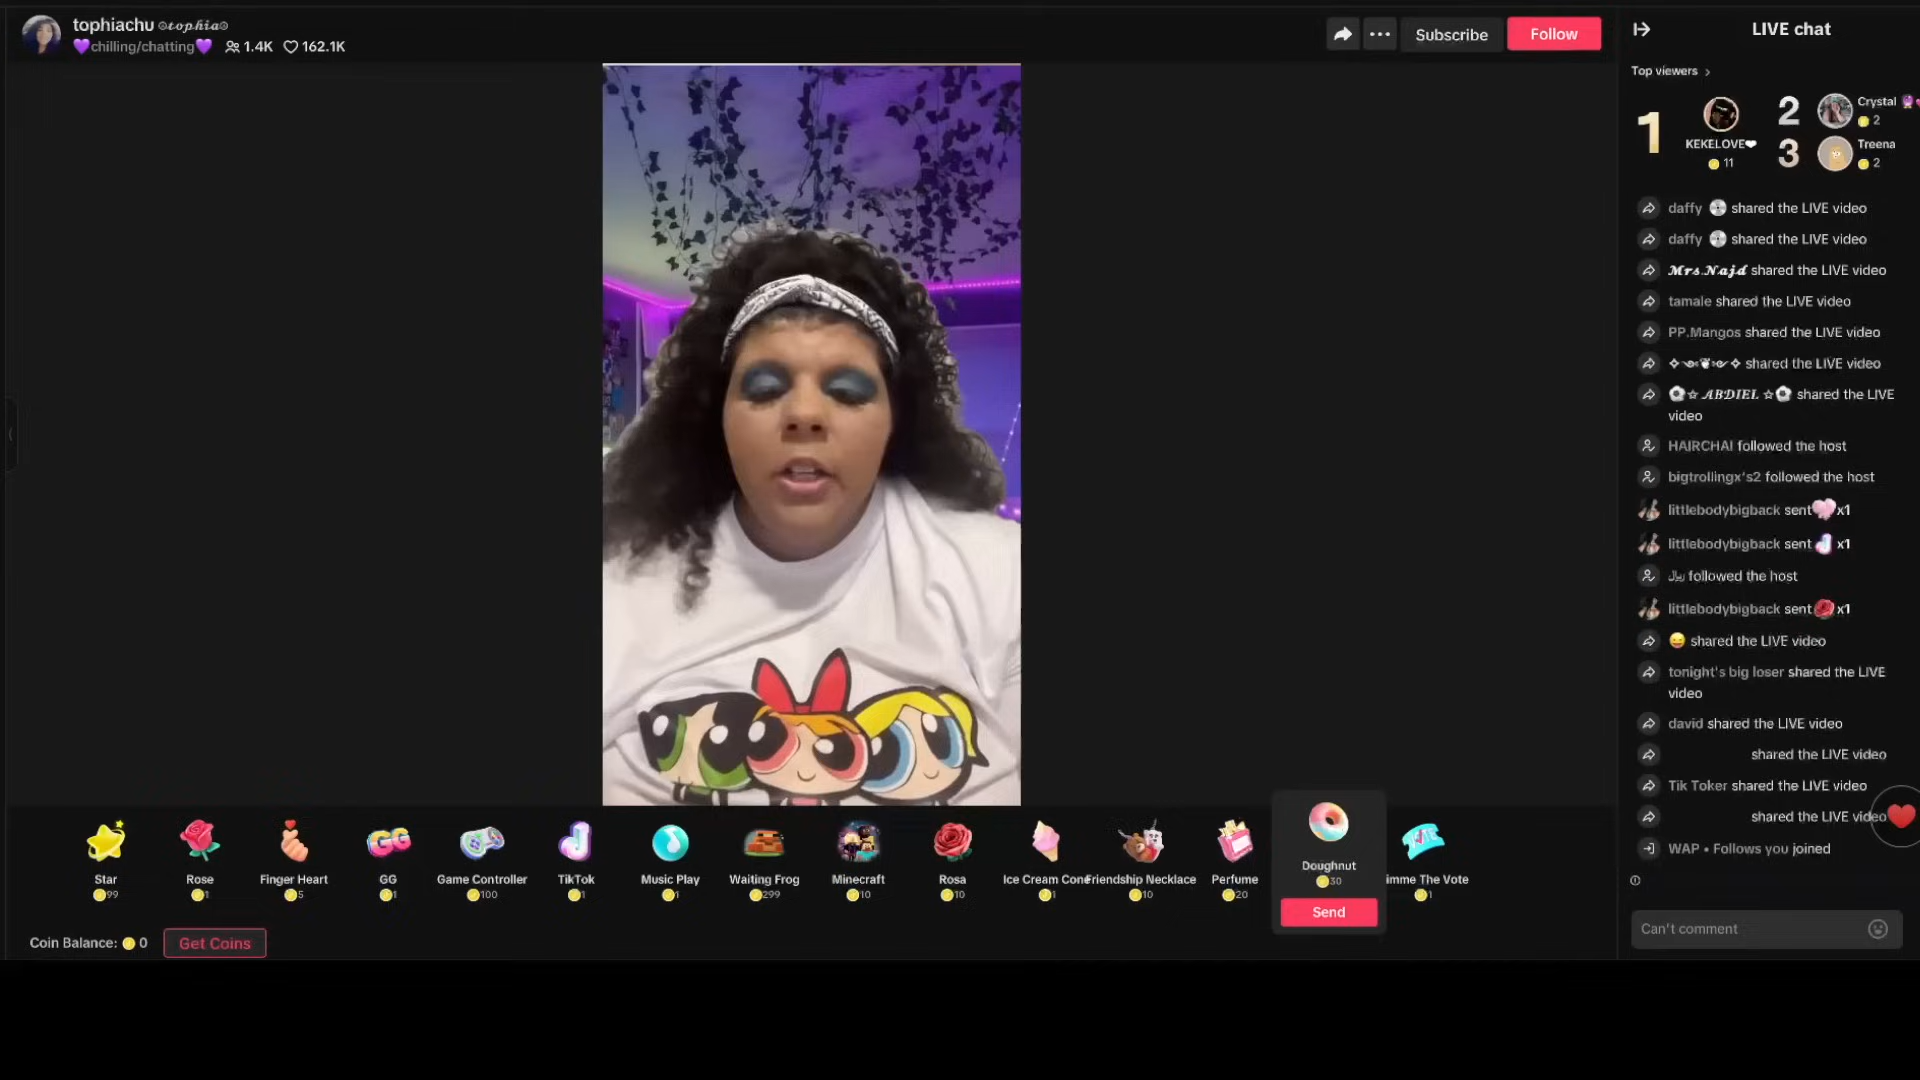 tophiachu ☺𝓽𝓸𝓹𝓱𝓲𝓪☺
💜chilling/chatting💜 1.4K 162.1K
Subscribe
Follow
LIVE chat
Top viewers >
1
KEKELOVE❤
11
2
Crystal 🔮
2
3
Treena
2
daffy 💿 shared the LIVE video
daffy 💿 shared the LIVE video
𝓜𝓻𝓼.𝓝𝓪𝓳𝓭 shared the LIVE video
tamale shared the LIVE video
PP.Mangos shared the LIVE video
shared the LIVE video
⚽☆ 𝑨𝑩𝑫𝑰𝑬𝑳 ☆⚽ shared the LIVE
video
HAIRCHAI followed the host
bigtrollingx's2 followed the host
littlebodybigback sent x1
littlebodybigback sent x1
followed the host
littlebodybigback sent x1
😄 shared the LIVE video
tonight's big loser shared the LIVE
video
david shared the LIVE video
shared the LIVE video
Tik Toker shared the LIVE video
shared the LIVE video
WAP • Follows you joined
Can't comment
GG
Star
99
Rose
1
Finger Heart
5
GG
1
Game Controller
100
TikTok
1
Music Play
1
Waiting Frog
299
Minecraft
10
Rosa
10
Ice Cream Cone
1
Friendship Necklace
10
Perfume
20
Doughnut
30
Send
imme The Vote
1
Coin Balance: 0
Get Coins